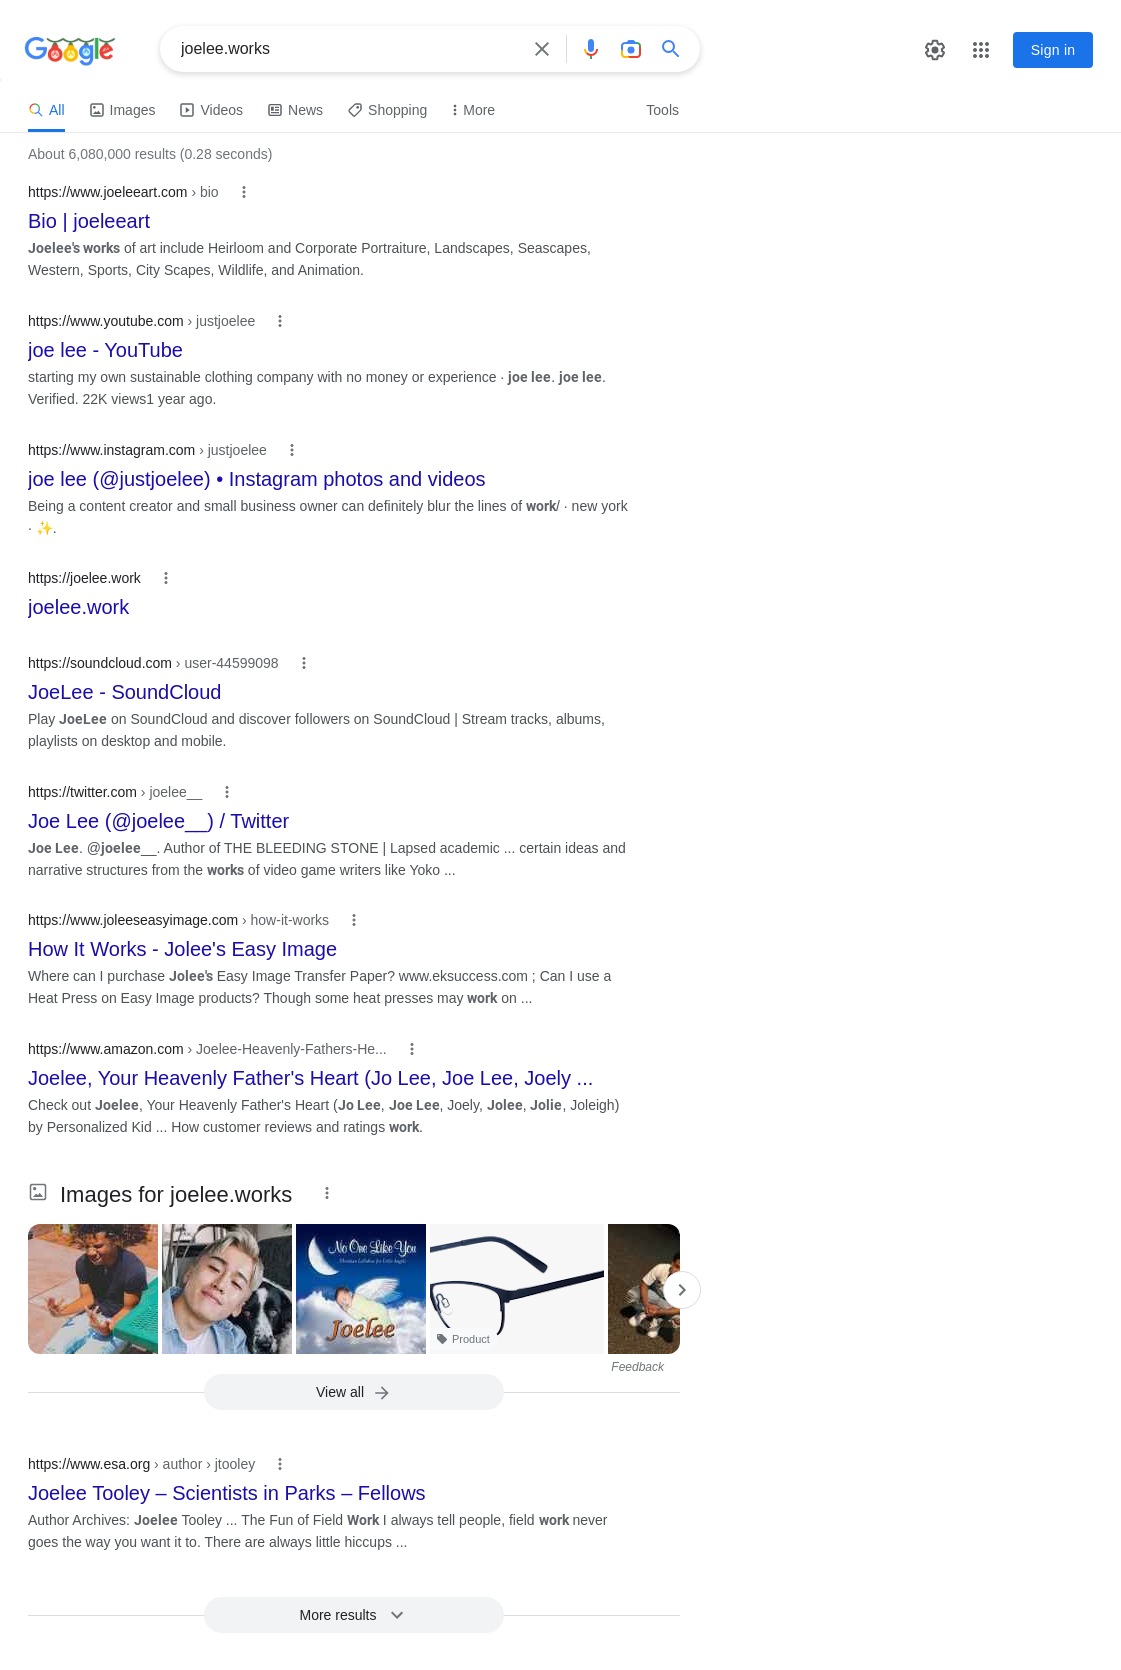 Google
joelee.works
Sign in
All
Images
Videos
News
Shopping
More
Tools
About 6,080,000 results (0.28 seconds)
https://www.joeleeart.com › bio
Bio | joeleeart
Joelee's works of art include Heirloom and Corporate Portraiture, Landscapes, Seascapes,
Western, Sports, City Scapes, Wildlife, and Animation.
https://www.youtube.com › justjoelee
joe lee - YouTube
starting my own sustainable clothing company with no money or experience · joe lee. joe lee.
Verified. 22K views1 year ago.
https://www.instagram.com › justjoelee
joe lee (@justjoelee) • Instagram photos and videos
Being a content creator and small business owner can definitely blur the lines of work/ · new york
· ✨.
https://joelee.work
joelee.work
https://soundcloud.com › user-44599098
JoeLee - SoundCloud
Play JoeLee on SoundCloud and discover followers on SoundCloud | Stream tracks, albums,
playlists on desktop and mobile.
https://twitter.com › joelee__
Joe Lee (@joelee__) / Twitter
Joe Lee. @joelee__. Author of THE BLEEDING STONE | Lapsed academic ... certain ideas and
narrative structures from the works of video game writers like Yoko ...
https://www.joleeseasyimage.com › how-it-works
How It Works - Jolee's Easy Image
Where can I purchase Jolee's Easy Image Transfer Paper? www.eksuccess.com ; Can I use a
Heat Press on Easy Image products? Though some heat presses may work on ...
https://www.amazon.com › Joelee-Heavenly-Fathers-He...
Joelee, Your Heavenly Father's Heart (Jo Lee, Joe Lee, Joely ...
Check out Joelee, Your Heavenly Father's Heart (Jo Lee, Joe Lee, Joely, Jolee, Jolie, Joleigh)
by Personalized Kid ... How customer reviews and ratings work.
Images for joelee.works
No One Like You
Christian Lullabies for Little Angels
Joelee
Product
Feedback
View all
https://www.esa.org › author › jtooley
Joelee Tooley – Scientists in Parks – Fellows
Author Archives: Joelee Tooley ... The Fun of Field Work I always tell people, field work never
goes the way you want it to. There are always little hiccups ...
More results